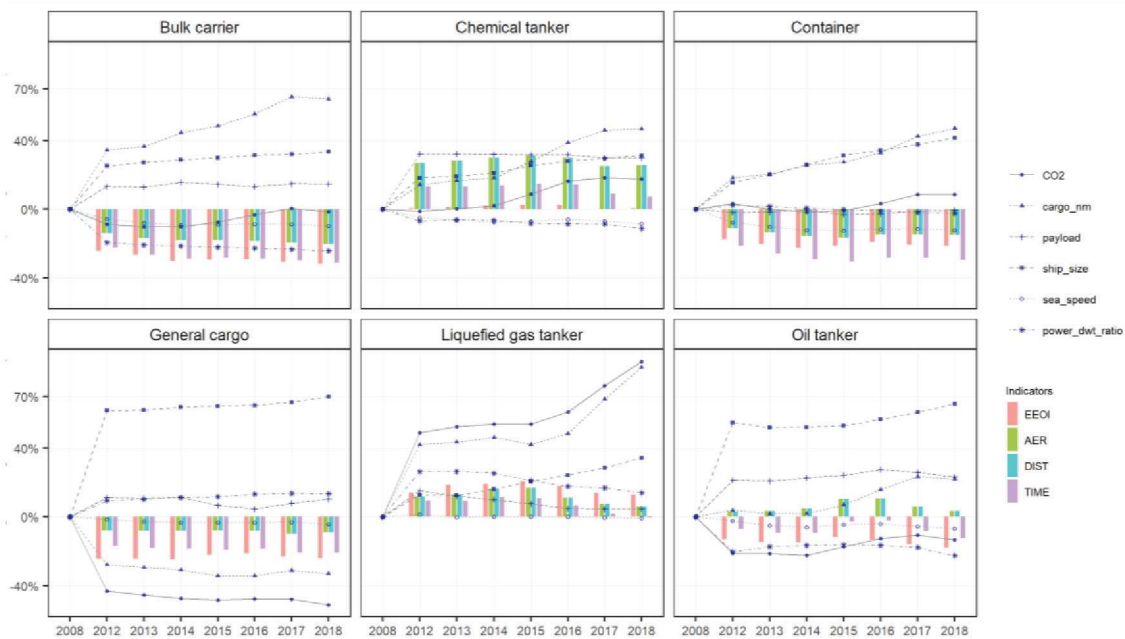 Bulk carrier
Chemical tanker
Container
70%
40%
0%
-40%
General cargo
Liquefied gas tanker
Oil tanker
70%
40%
0%
-40%
2008 2012 2013 2014 2015 2016 2017 2018
2008 2012 2013 2014 2015 2016 2017 2018
2008 2012 2013 2014 2015 2016 2017 2018
CO2
cargo_nm
payload
ship_size
sea_speed
power_dwt_ratio
Indicators
EEOI
AER
DIST
TIME